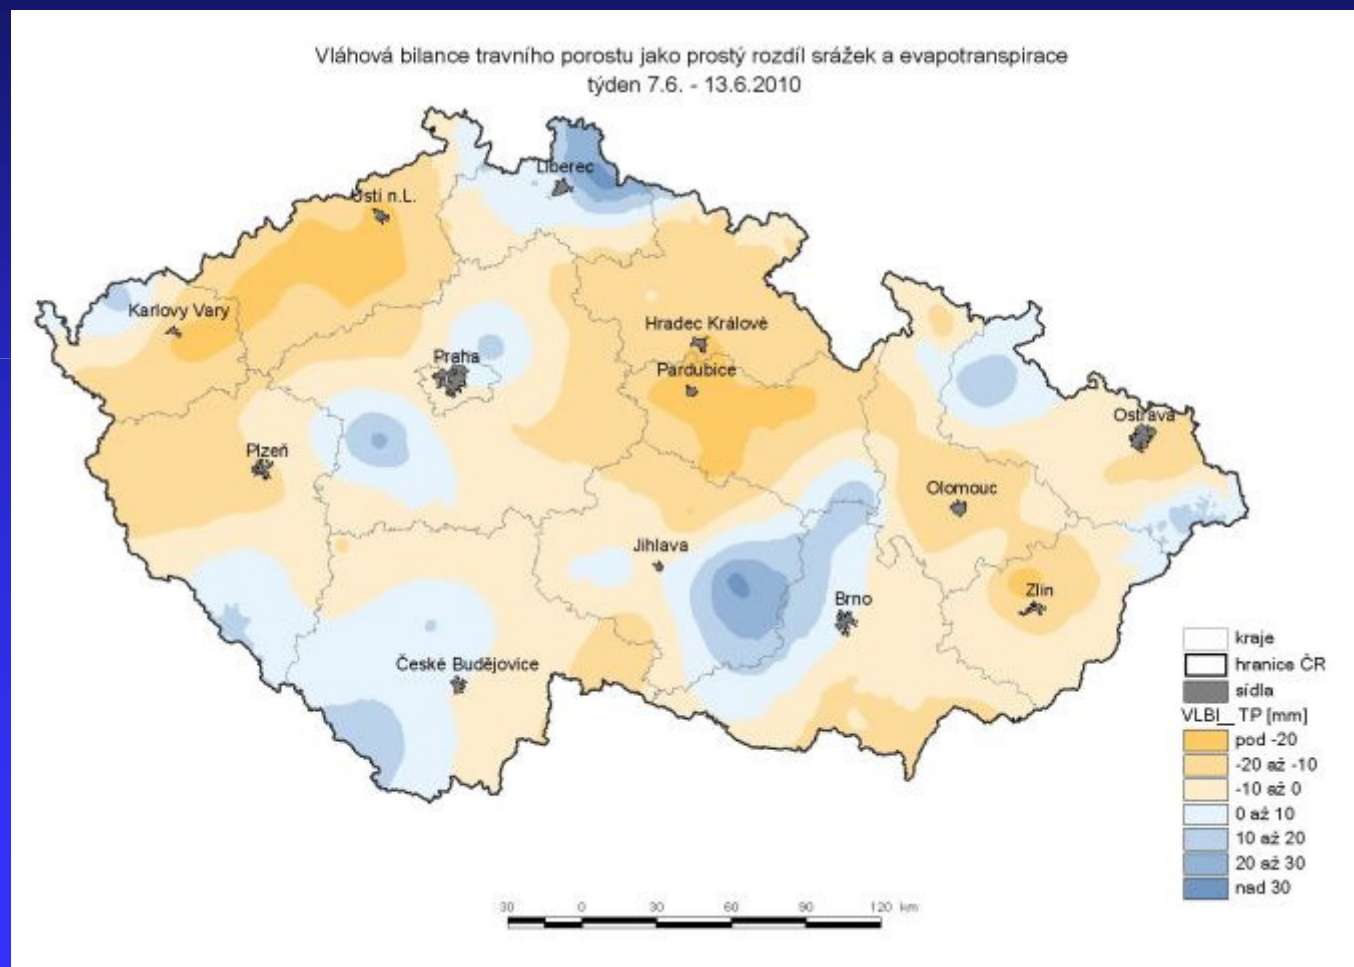 Vláhová bilance travního porostu jako prostý rozdíl srážek a evapotranspirace
týden 7.6. - 13.6.2010
Liberec
Ústí n.L.
Karlovy Vary
Hradec Králové
Praha
Pardubice
Ostrava
Plzeň
Olomouc
Jihlava
Zlín
Brno
České Budějovice
kraje
hranice ČR
sídla
VLBI__TP [mm]
pod -20
-20 až -10
-10 až 0
0 až 10
10 až 20
20 až 30
nad 30
30 0 30 60 90 120 km